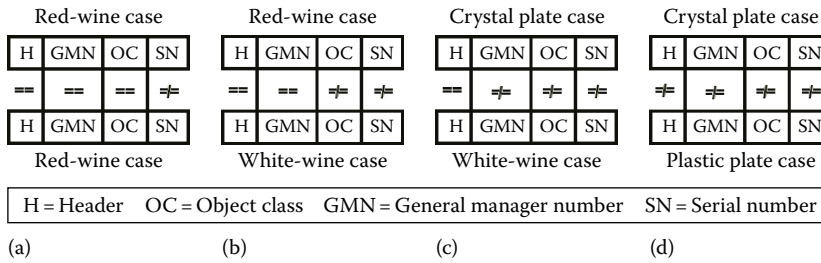 Red-wine case Red-wine case Crystal plate case Crystal plate case
H GMN OC SN H GMN OC SN H GMN OC SN H GMN OC SN
== == == =/= == == =/= =/= == =/= =/= =/= =/= =/= =/= =/=
H GMN OC SN H GMN OC SN H GMN OC SN H GMN OC SN
Red-wine case White-wine case White-wine case Plastic plate case
H = Header OC = Object class GMN = General manager number SN = Serial number
(a) (b) (c) (d)